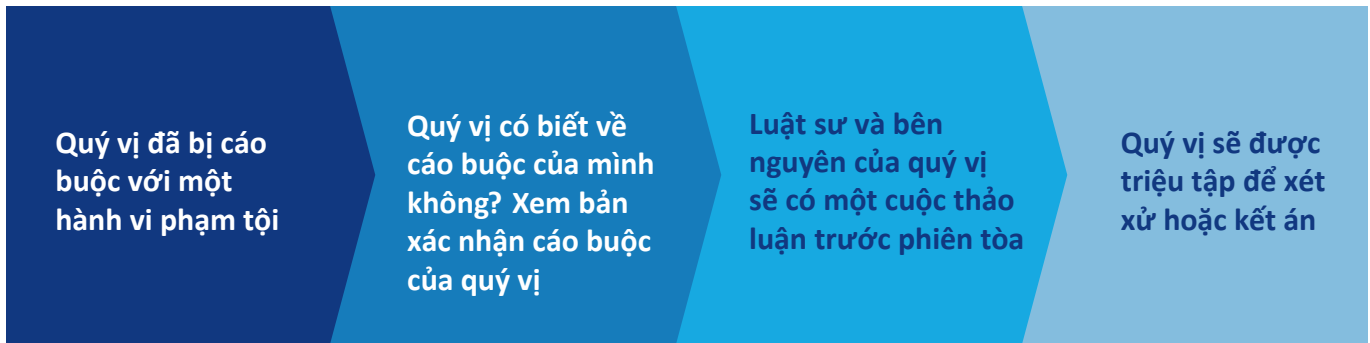 Quý vị đã bị cáo
buộc với một
hành vi phạm tội
Quý vị có biết về
cáo buộc của mình
không? Xem bản
xác nhận cáo buộc
của quý vị
Luật sư và bên
nguyên của quý vị
sẽ có một cuộc thảo
luận trước phiên tòa
Quý vị sẽ được
triệu tập để xét
xử hoặc kết án